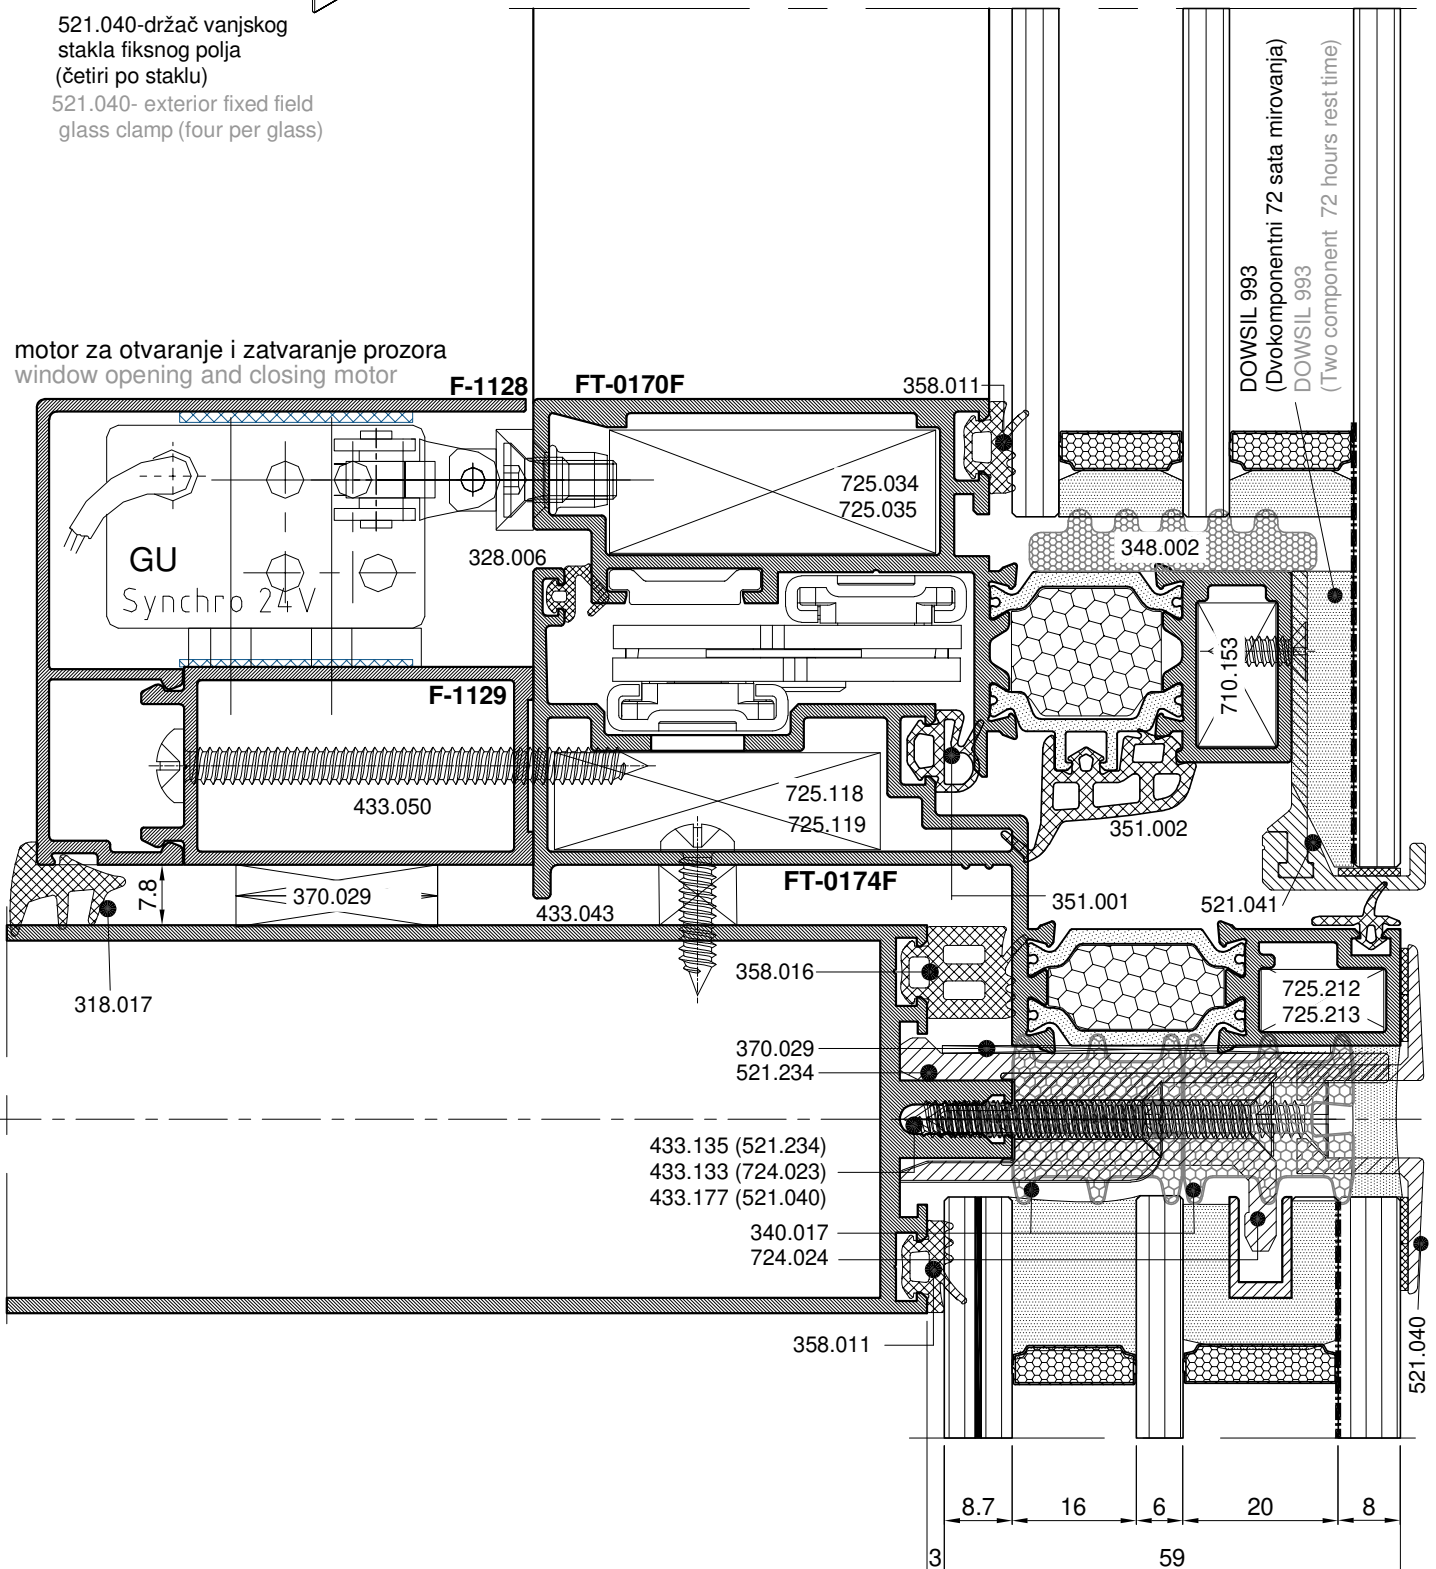 521.040-držač vanjskog
stakla fiksnog polja
(četiri po staklu)
521.040- exterior fixed field
glass clamp (four per glass)
DOWSIL 993
(Dvokomponentni 72 sata mirovanja)
DOWSIL 993
(Two component 72 hours rest time)
motor za otvaranje i zatvaranje prozora
window opening and closing motor
F-1128
FT-0170F
358.011
725.034
725.035
348.002
328.006
GU
Synchro 24V
710.153
F-1129
433.050
725.118
725.119
351.002
7.8
370.029
433.043
FT-0174F
351.001
521.041
318.017
358.016
725.212
725.213
370.029
521.234
433.135 (521.234)
433.133 (724.023)
433.177 (521.040)
340.017
724.024
358.011
521.040
8.7
16
6
20
8
3
59